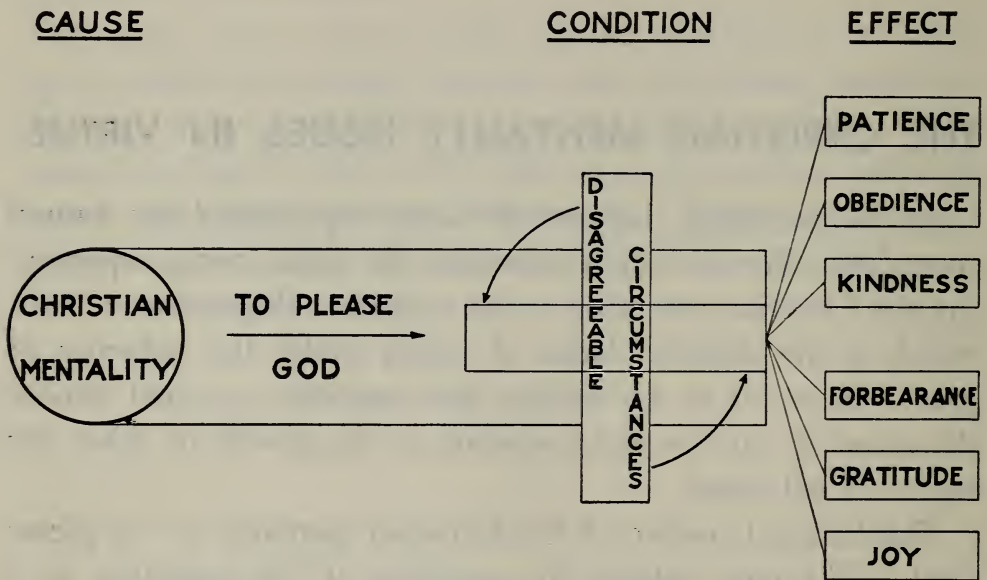 CAUSE
CONDITION
EFFECT
CHRISTIAN
MENTALITY
TO PLEASE
GOD
DISAGREEABLE
CIRCUMSTANCES
PATIENCE
OBEDIENCE
KINDNESS
FORBEARANCE
GRATITUDE
JOY